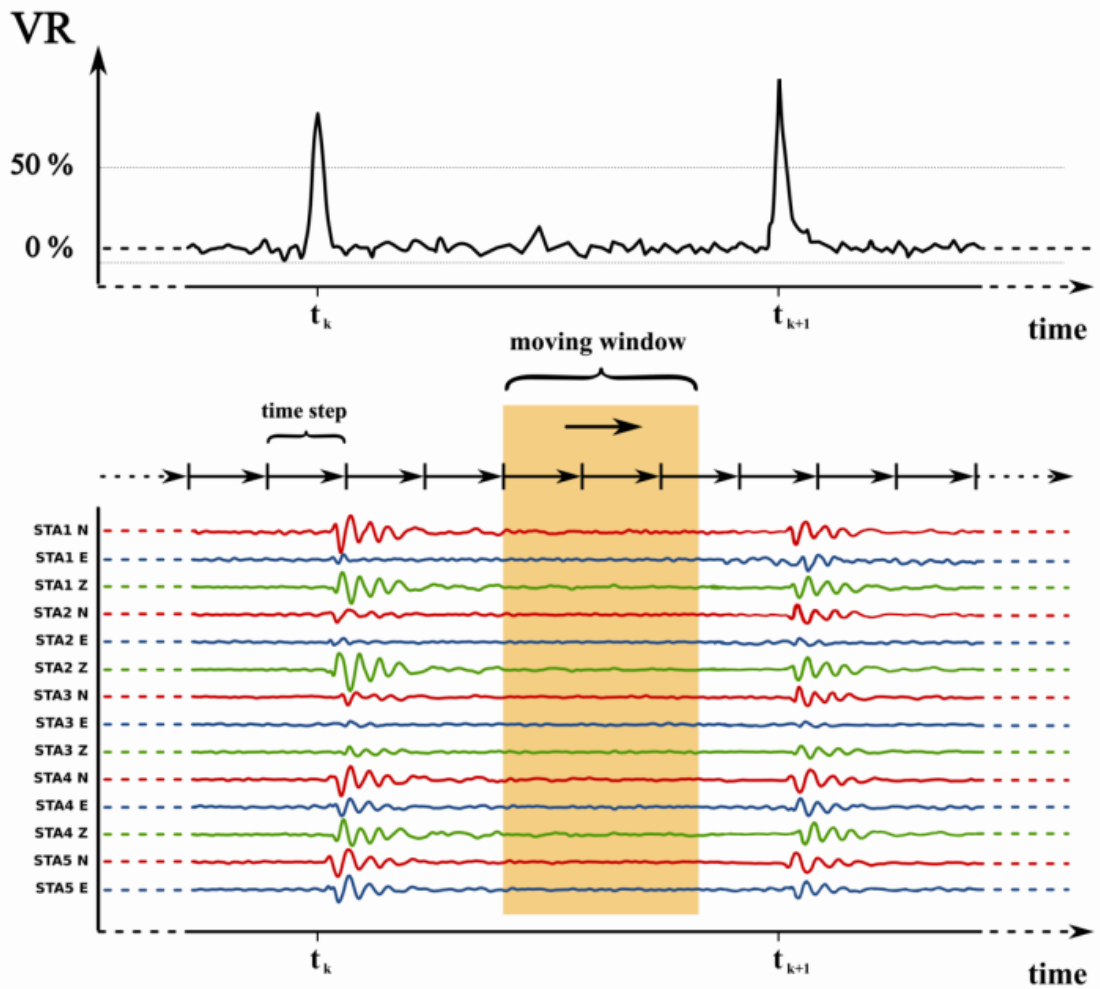 VR
50 %
0 %
t k
t k+1
time
moving window
time step
STA1 N
STA1 E
STA1 Z
STA2 N
STA2 E
STA2 Z
STA3 N
STA3 E
STA3 Z
STA4 N
STA4 E
STA4 Z
STA5 N
STA5 E
t k
t k+1
time